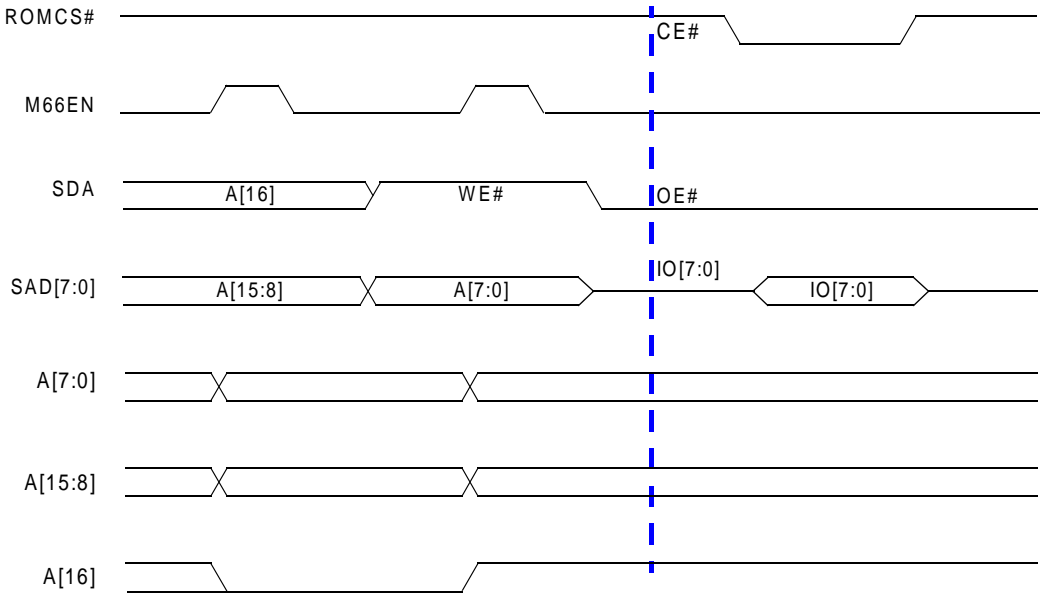 ROMCS#
CE#
M66EN
SDA
A[16]
WE#
OE#
SAD[7:0]
A[15:8]
A[7:0]
IO[7:0]
IO[7:0]
A[7:0]
A[15:8]
A[16]